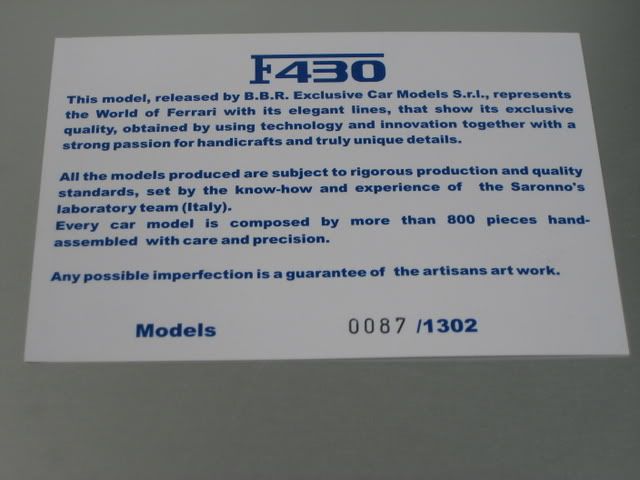 F430
This model, released by B.B.R. Exclusive Car Models S.r.l., represents
the World of Ferrari with its elegant lines, that show its exclusive
quality, obtained by using technology and innovation together with a
strong passion for handicrafts and truly unique details.
All the models produced are subject to rigorous production and quality
standards, set by the know-how and experience of the Saronno's
laboratory team (Italy).
Every car model is composed by more than 800 pieces hand-
assembled with care and precision.
Any possible imperfection is a guarantee of the artisans art work.
Models 0087 /1302